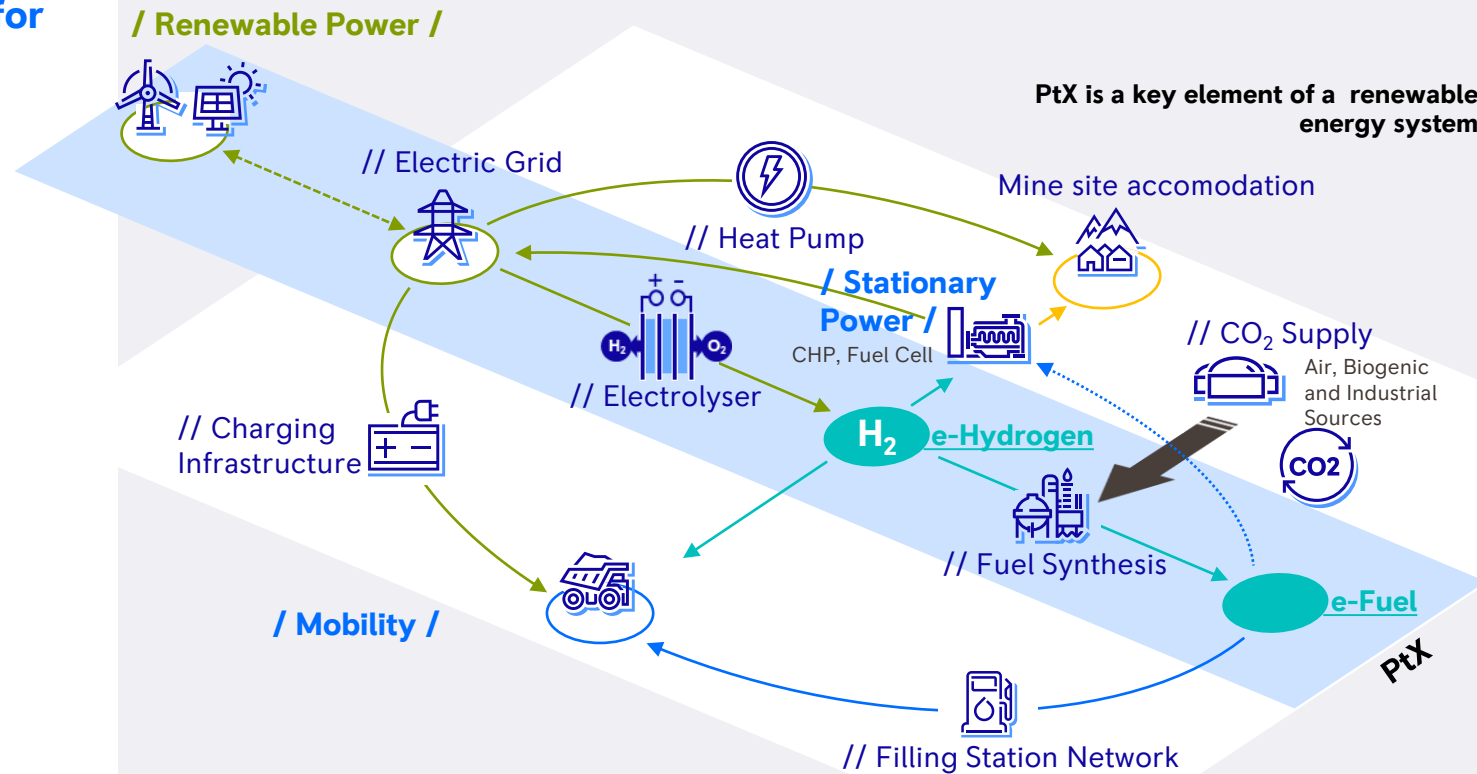 for
/ Renewable Power /
PtX is a key element of a renewable
energy system
// Electric Grid
Mine site accomodation
// Heat Pump
/ Stationary
Power /
CHP, Fuel Cell
+ -
H₂
O₂
// Electrolyser
// CO₂ Supply
Air, Biogenic
and Industrial
Sources
CO2
// Charging
Infrastructure
+ -
H₂
e-Hydrogen
// Fuel Synthesis
e-Fuel
/ Mobility /
PtX
// Filling Station Network